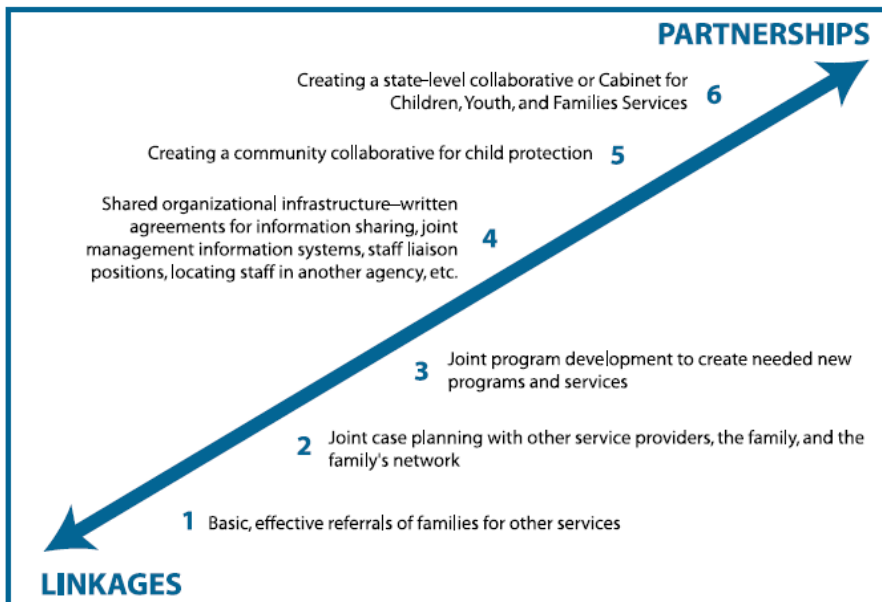 PARTNERSHIPS
Creating a state-level collaborative or Cabinet for
Children, Youth, and Families Services
6
Creating a community collaborative for child protection 5
Shared organizational infrastructure—written
agreements for information sharing, joint
management information systems, staff liaison
positions, locating staff in another agency, etc.
4
3
Joint program development to create needed new
programs and services
2
Joint case planning with other service providers, the family, and the
family's network
1 Basic, effective referrals of families for other services
LINKAGES